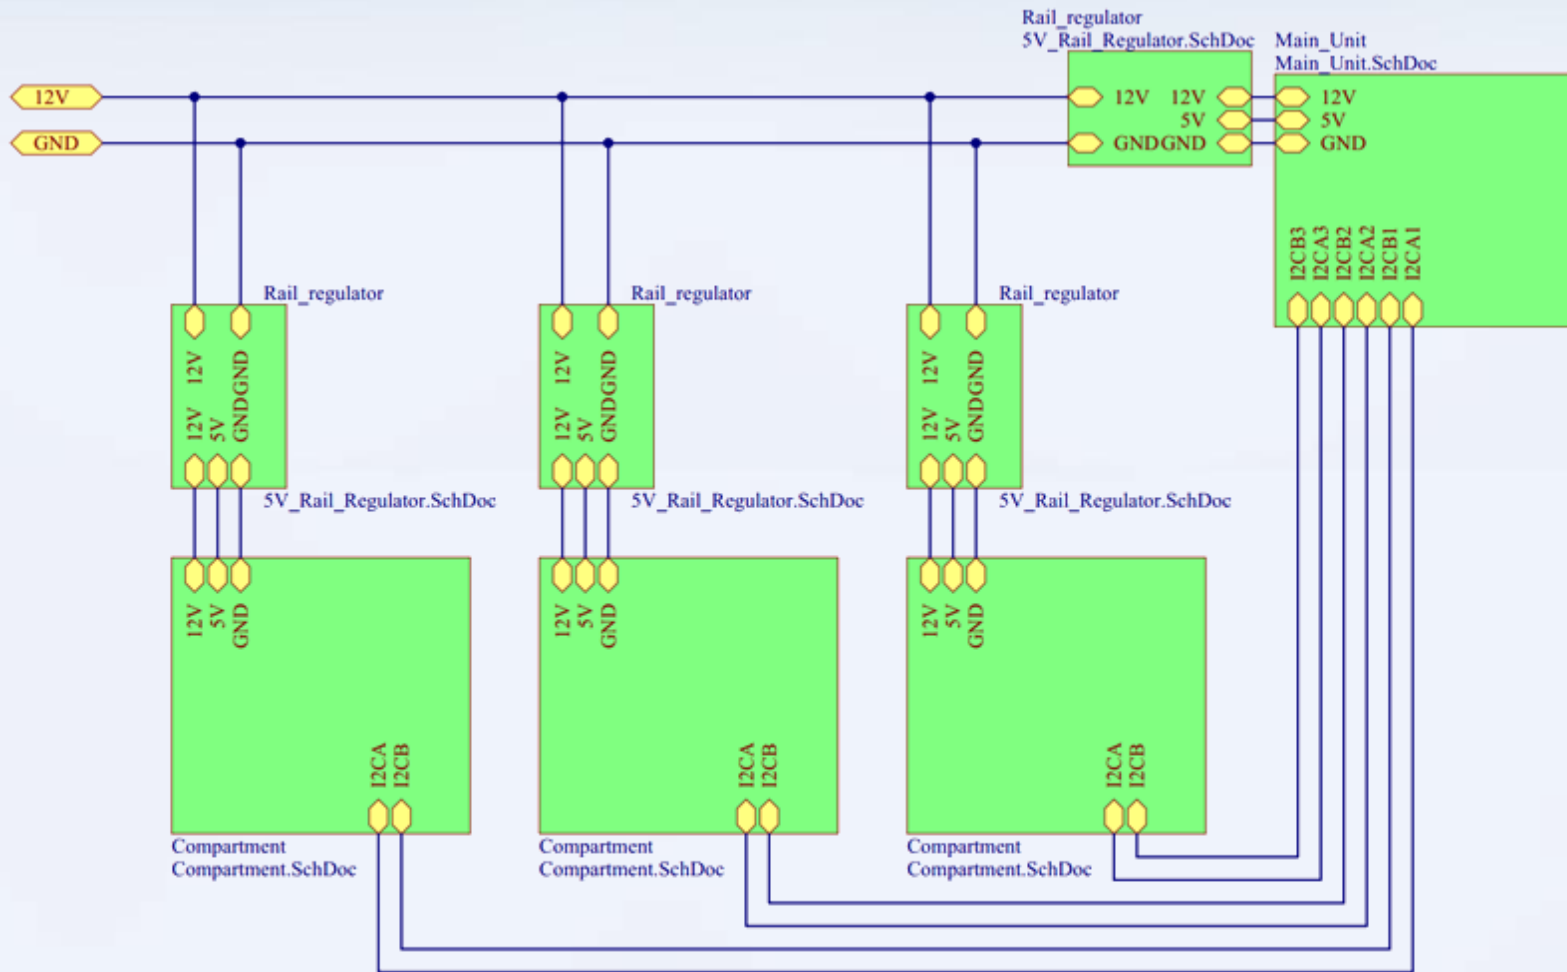 Rail_regulator
5V_Rail_Regulator.SchDoc
Main_Unit
Main_Unit.SchDoc
12V
12V
12V
12V
5V
5V
GND
GND
GND
GND
I2CB3
I2CA3
I2CB2
I2CA2
I2CB1
I2CA1
Rail_regulator
Rail_regulator
Rail_regulator
12V
GND
12V
5V
GND
12V
GND
12V
5V
GND
12V
GND
12V
5V
GND
5V_Rail_Regulator.SchDoc
5V_Rail_Regulator.SchDoc
5V_Rail_Regulator.SchDoc
12V
5V
GND
12V
5V
GND
12V
5V
GND
I2CA
I2CB
I2CA
I2CB
I2CA
I2CB
Compartment
Compartment.SchDoc
Compartment
Compartment.SchDoc
Compartment
Compartment.SchDoc